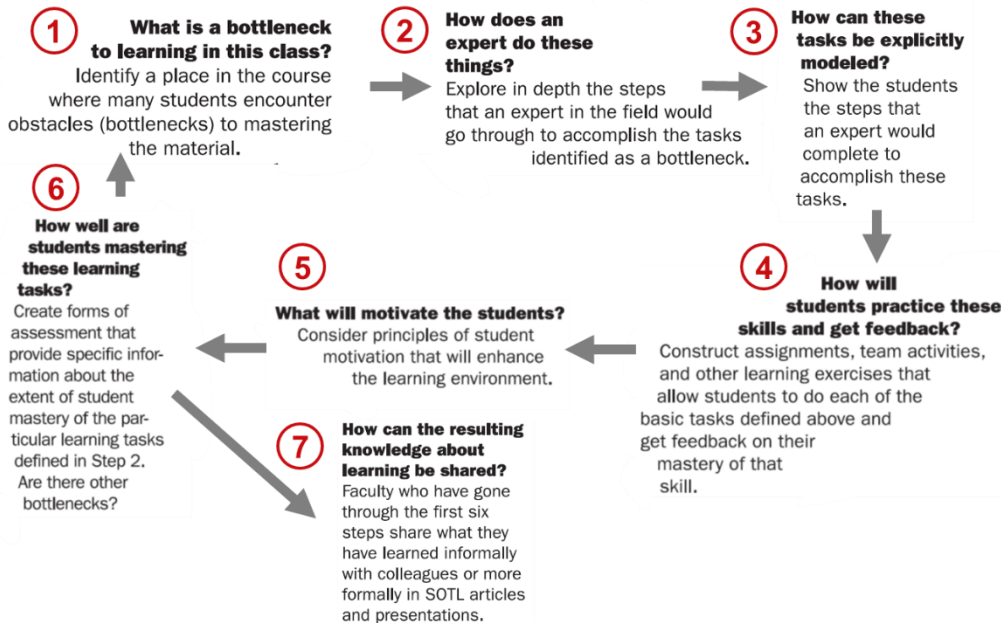 1
What is a bottleneck
to learning in this class?
Identify a place in the course
where many students encounter
obstacles (bottlenecks) to mastering
the material.
2
How does an
expert do these
things?
Explore in depth the steps
that an expert in the field would
go through to accomplish the tasks
identified as a bottleneck.
3
How can these
tasks be explicitly
modeled?
Show the students
the steps that
an expert would
complete to
accomplish these
tasks.
4
How will
students practice these
skills and get feedback?
Construct assignments, team activities,
and other learning exercises that
allow students to do each of the
basic tasks defined above and
get feedback on their
mastery of that
skill.
5
What will motivate the students?
Consider principles of student
motivation that will enhance
the learning environment.
6
How well are
students mastering
these learning
tasks?
Create forms of
assessment that
provide specific infor-
mation about the
extent of student
mastery of the par-
ticular learning tasks
defined in Step 2.
Are there other
bottlenecks?
7
How can the resulting
knowledge about
learning be shared?
Faculty who have gone
through the first six
steps share what they
have learned informally
with colleagues or more
formally in SOTL articles
and presentations.